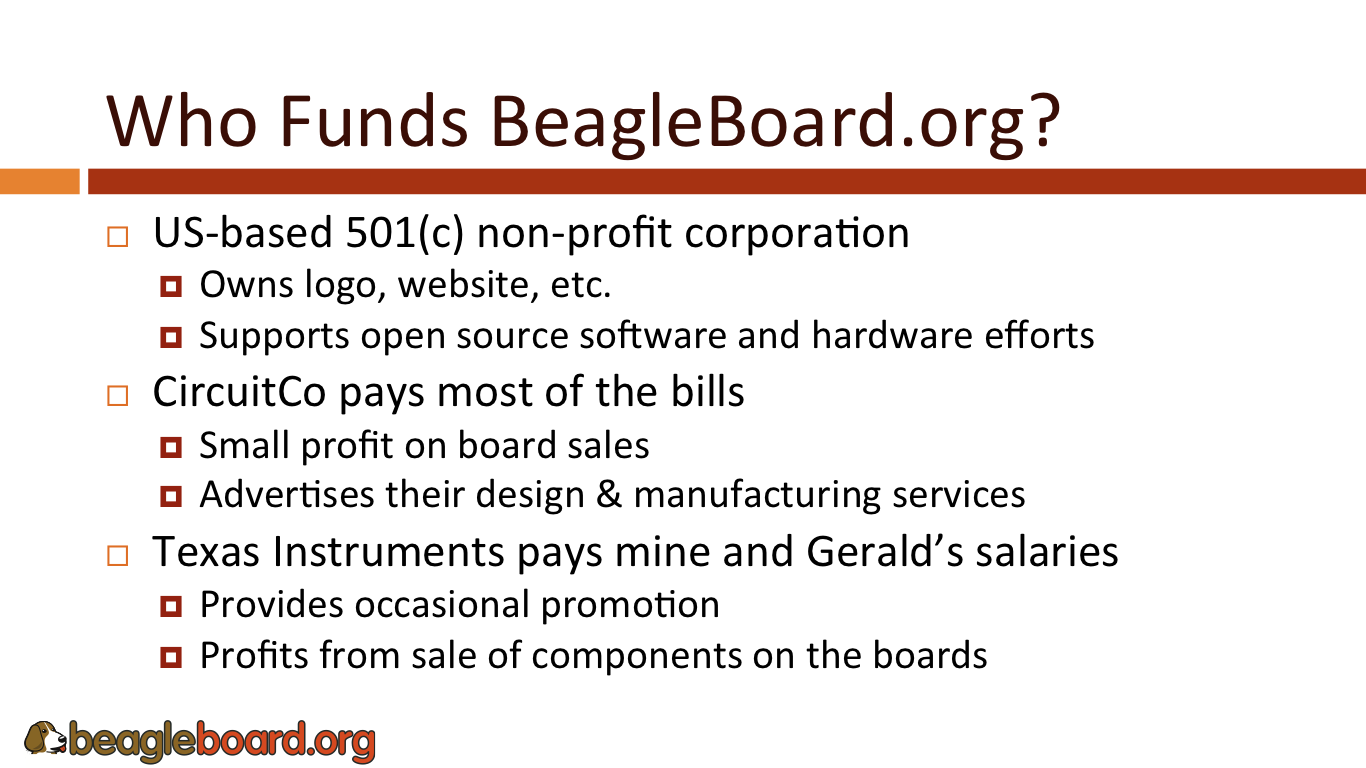 Who Funds BeagleBoard.org?
US-based 501(c) non-profit corporation
Owns logo, website, etc.
Supports open source software and hardware efforts
CircuitCo pays most of the bills
Small profit on board sales
Advertises their design & manufacturing services
Texas Instruments pays mine and Gerald’s salaries
Provides occasional promotion
Profits from sale of components on the boards
beagleboard.org